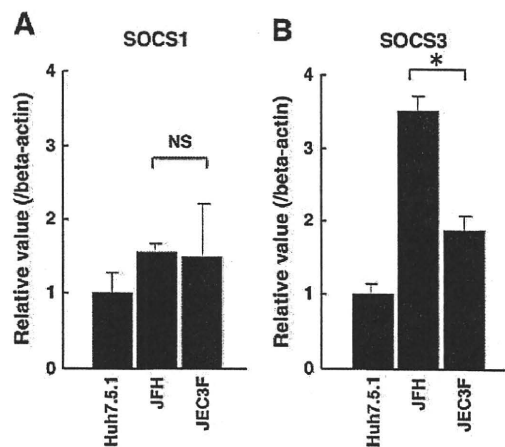 A
SOCS1
Relative value (/beta-actin)
4
3
2
1
0
NS
Huh7.5.1
JFH
JEC3F
B
SOCS3
Relative value (/beta-actin)
4
3
2
1
0
*
Huh7.5.1
JFH
JEC3F